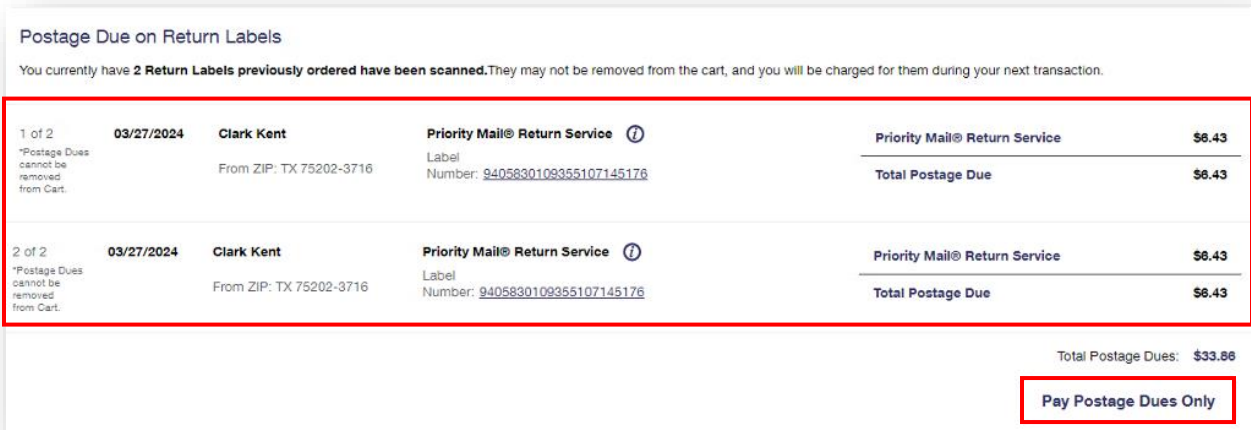 Postage Due on Return Labels
You currently have 2 Return Labels previously ordered have been scanned.They may not be removed from the cart, and you will be charged for them during your next transaction.
1 of 2 03/27/2024 Clark Kent Priority Mail® Return Service i Priority Mail® Return Service $6.43
*Postage Dues
cannot be
removed
from Cart.
From ZIP: TX 75202-3716
Label
Number: 9405830109355107145176
Total Postage Due $6.43
2 of 2 03/27/2024 Clark Kent Priority Mail® Return Service i Priority Mail® Return Service $6.43
*Postage Dues
cannot be
removed
from Cart.
From ZIP: TX 75202-3716
Label
Number: 9405830109355107145176
Total Postage Due $6.43
Total Postage Dues: $33.86
Pay Postage Dues Only